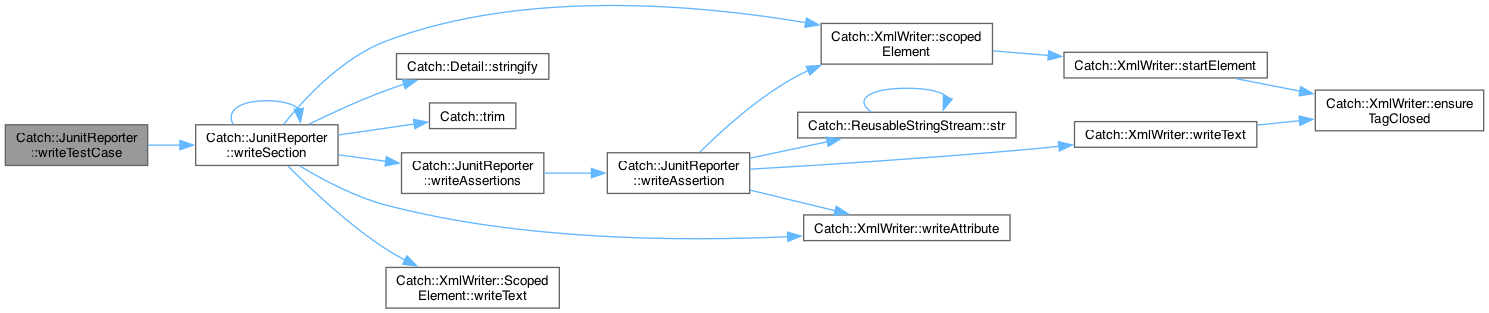 Catch::JunitReporter
::writeTestCase
Catch::JunitReporter
::writeSection
Catch::XmlWriter::scoped
Element
Catch::Detail::stringify
Catch::trim
Catch::JunitReporter
::writeAssertions
Catch::JunitReporter
::writeAssertion
Catch::XmlWriter::startElement
Catch::XmlWriter::ensure
TagClosed
Catch::ReusableStringStream::str
Catch::XmlWriter::writeText
Catch::XmlWriter::writeAttribute
Catch::XmlWriter::Scoped
Element::writeText